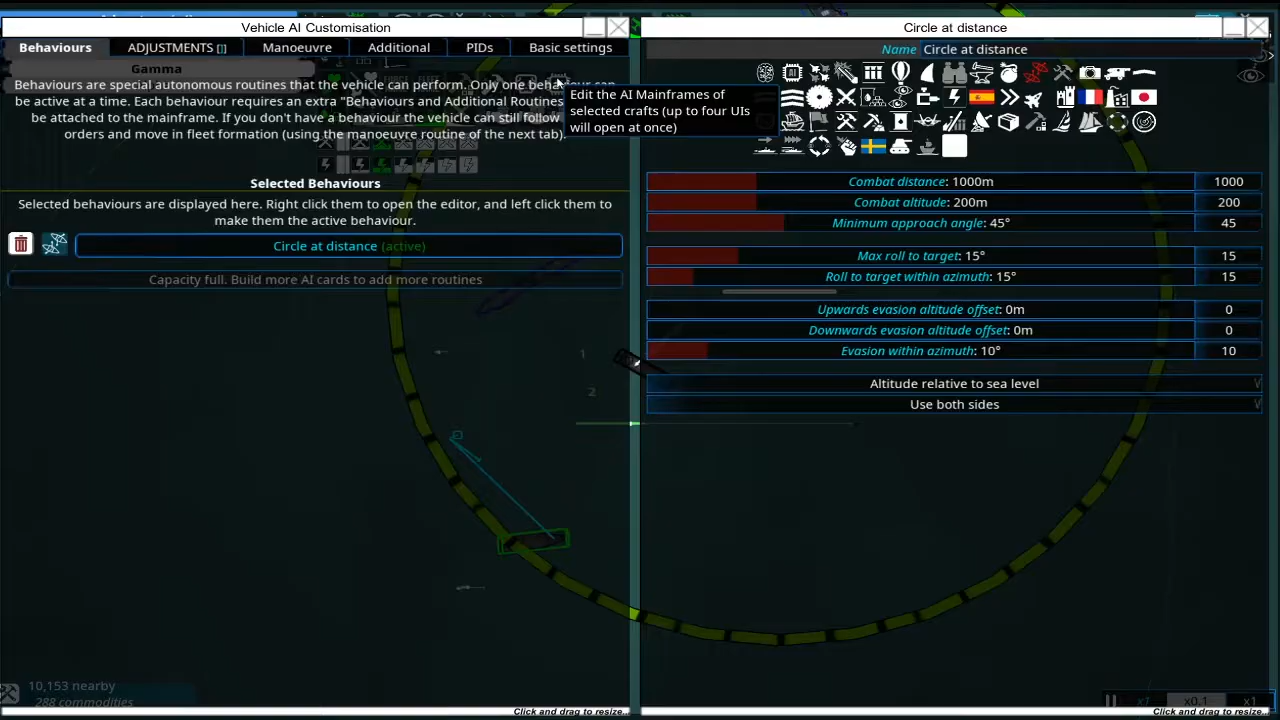 Vehicle AI Customisation
Behaviours
ADJUSTMENTS []
Manoeuvre
Additional
PIDs
Basic settings
Gamma
Behaviours are special autonomous routines that the vehicle can perform. Only one
be active at a time. Each behaviour requires an extra "Behaviours and Additional Routines
be attached to the mainframe. If you don't have a behaviour the vehicle can still follow
orders and move in fleet formation (using the manoeuvre routine of the next tab).
Edit the AI Mainframes of
selected crafts (up to four UIs
will open at once)
Selected Behaviours
Selected behaviours are displayed here. Right click them to open the editor, and left click them to
make them the active behaviour.
Circle at distance (active)
Capacity full. Build more AI cards to add more routines
1
2
10,153 nearby
288 commodities
Click and drag to resize...
Circle at distance
Name Circle at distance
Combat distance: 1000m 1000
Combat altitude: 200m 200
Minimum approach angle: 45° 45
Max roll to target: 15° 15
Roll to target within azimuth: 15° 15
Upwards evasion altitude offset: 0m 0
Downwards evasion altitude offset: 0m 0
Evasion within azimuth: 10° 10
Altitude relative to sea level V
Use both sides V
x0.1 x1
Click and drag to resize...